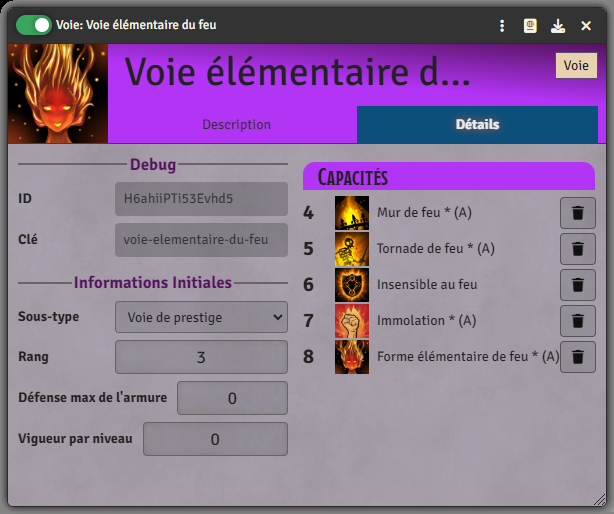 Voie: Voie élémentaire du feu
Voie élémentaire d...
Voie
Description
Détails
Debug
ID
H6ahiiPTi53Evhd5
Clé
voie-elementaire-du-feu
Informations Initiales
Sous-type
Voie de prestige
Rang
3
Défense max de l'armure
0
Vigueur par niveau
0
Capacités
4 Mur de feu * (A)
5 Tornade de feu * (A)
6 Insensible au feu
7 Immolation * (A)
8 Forme élémentaire de feu * (A)